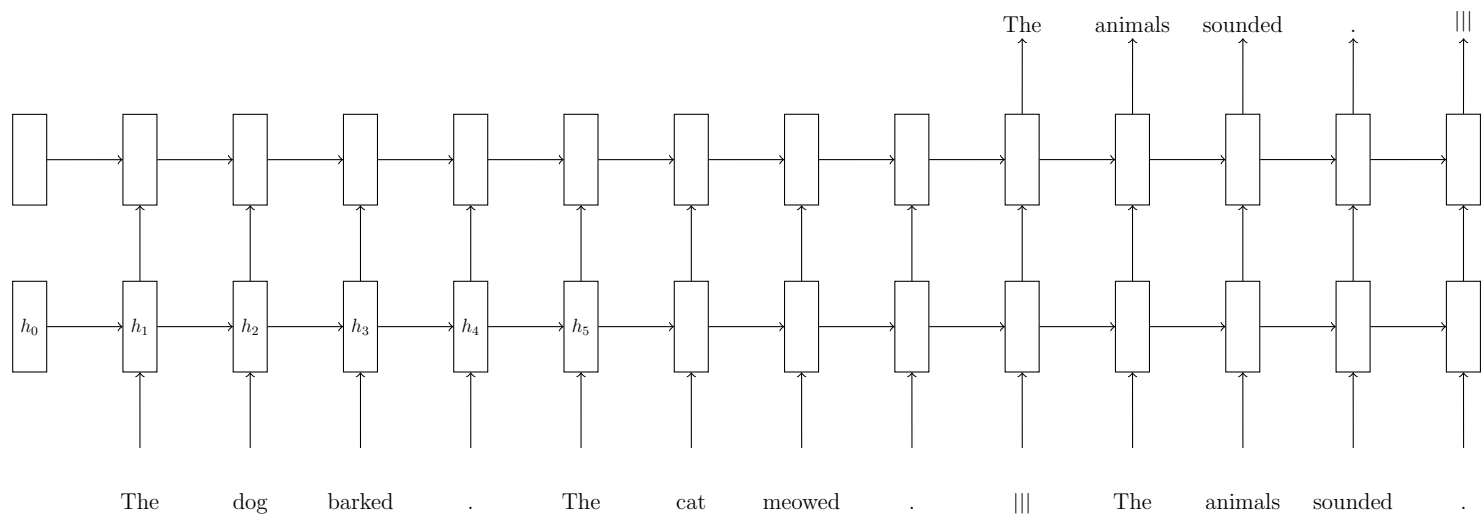 The animals sounded . |||
h₀ h₁ h₂ h₃ h₄ h₅
The dog barked . The cat meowed . ||| The animals sounded .